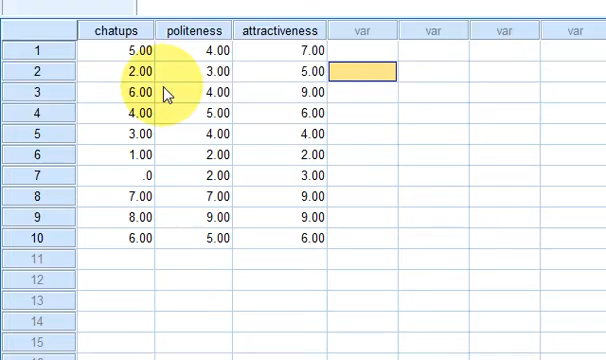 chatups politeness attractiveness var var var var
1 5.00 4.00 7.00
2 2.00 3.00 5.00
3 6.00 4.00 9.00
4 4.00 5.00 6.00
5 3.00 4.00 4.00
6 1.00 2.00 2.00
7 .0 2.00 3.00
8 7.00 7.00 9.00
9 8.00 9.00 9.00
10 6.00 5.00 6.00
11
12
13
14
15